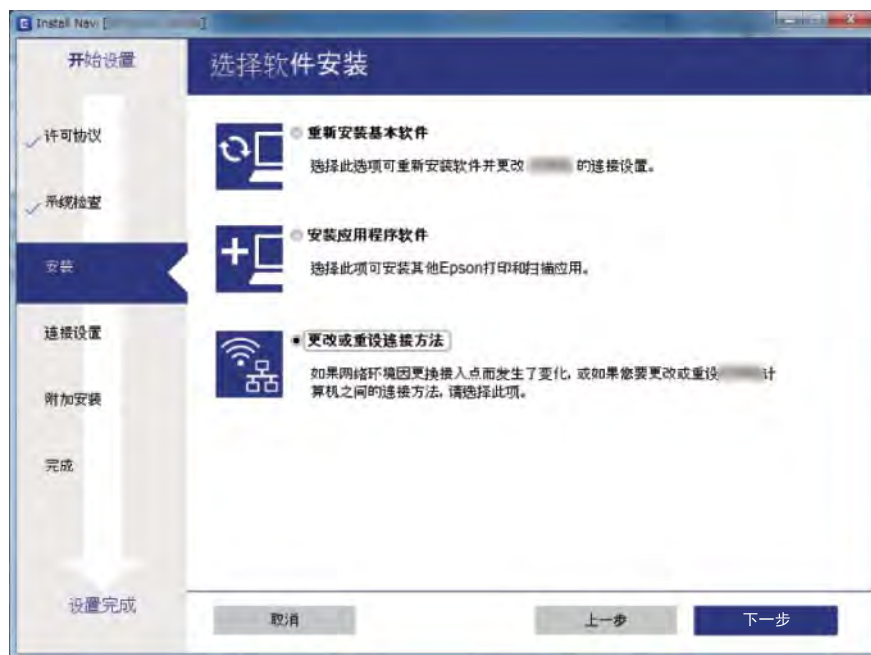 Install Navi [
]
开始设置
选择软件安装
许可协议
系统检查
安装
连接设置
附加安装
完成
设置完成
重新安装基本软件
选择此选项可重新安装软件并更改 的连接设置。
安装应用程序软件
选择此项可安装其他Epson打印和扫描应用。
更改或重设连接方法
如果网络环境因更换接入点而发生了变化, 或如果您要更改或重设 计
算机之间的连接方法, 请选择此项。
取消
上一步
下一步